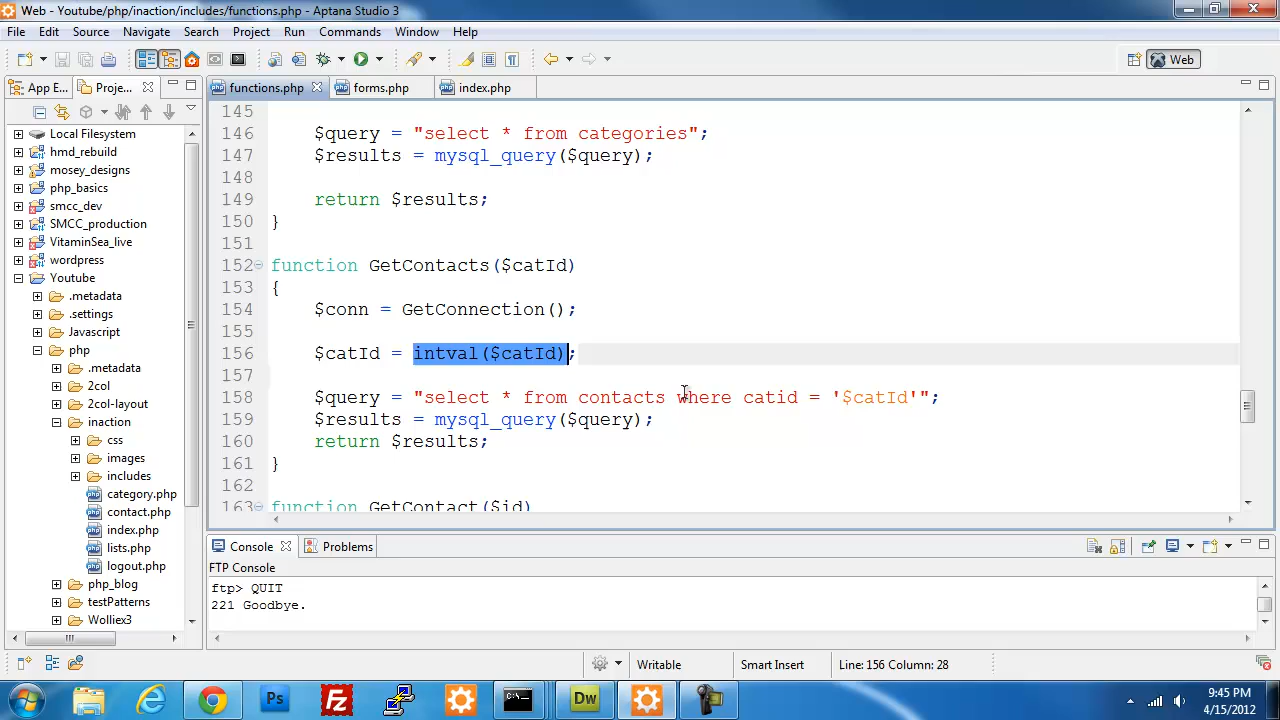 Web - Youtube/php/inaction/includes/functions.php - Aptana Studio 3
File Edit Source Navigate Search Project Run Commands Window Help
Web
App E... Proje... functions.php forms.php index.php
Local Filesystem
hmd_rebuild
mosey_designs
php_basics
smcc_dev
SMCC_production
VitaminSea_live
wordpress
Youtube
.metadata
.settings
Javascript
php
.metadata
2col
2col-layout
inaction
css
images
includes
category.php
contact.php
index.php
lists.php
logout.php
php_blog
testPatterns
Wolliex3
145
146 $query = "select * from categories";
147 $results = mysql_query($query);
148
149 return $results;
150 }
151
152 function GetContacts($catId)
153 {
154 $conn = GetConnection();
155
156 $catId = intval($catId);
157
158 $query = "select * from contacts where catid = '$catId'";
159 $results = mysql_query($query);
160 return $results;
161 }
162
163 function GetContact($id)
Console Problems
FTP Console
ftp> QUIT
221 Goodbye.
Writable Smart Insert Line: 156 Column: 28
Ps Fz Dw
9:45 PM
4/15/2012